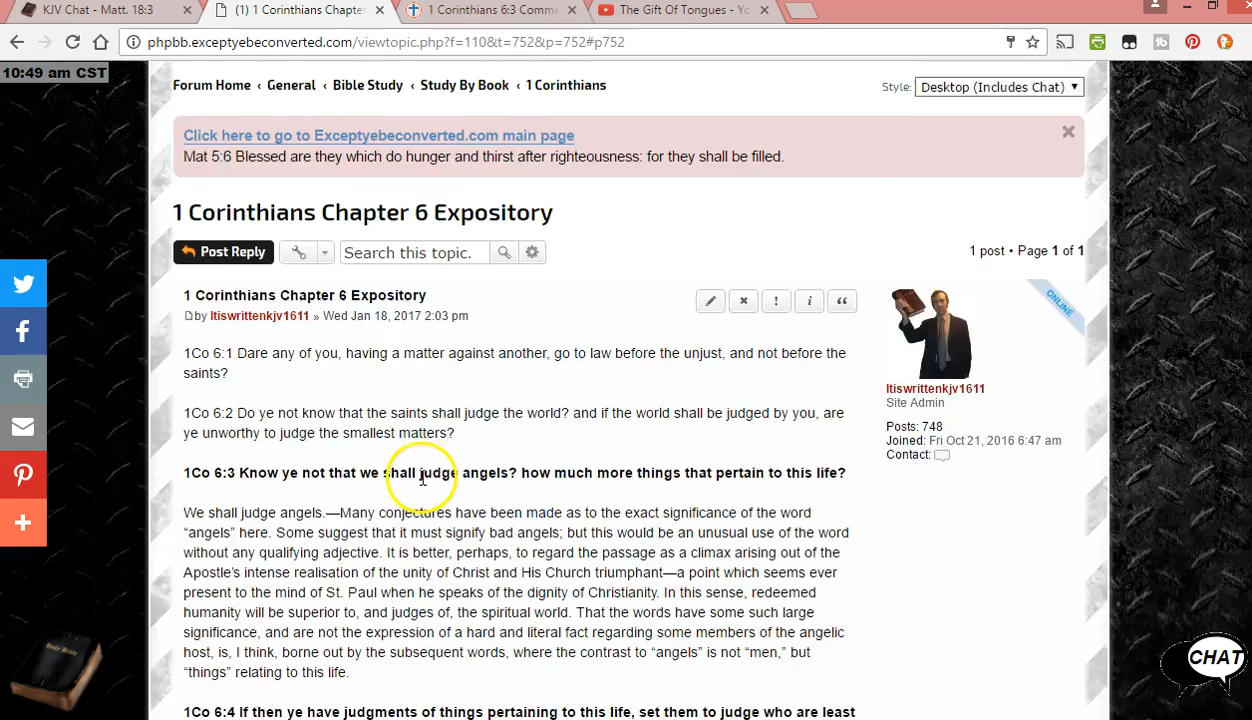 KJV Chat - Matt. 18:3
(1) 1 Corinthians Chapter
1 Corinthians 6:3 Comme
The Gift Of Tongues - Yo
phpbb.exceptyebeconverted.com/viewtopic.php?f=110&t=752&p=752#p752
10:49 am CST
Forum Home ‹ General ‹ Bible Study ‹ Study By Book ‹ 1 Corinthians
Style: Desktop (Includes Chat)
Click here to go to Exceptyebeconverted.com main page
Mat 5:6 Blessed are they which do hunger and thirst after righteousness: for they shall be filled.
1 Corinthians Chapter 6 Expository
Post Reply
Search this topic.
1 post • Page 1 of 1
1 Corinthians Chapter 6 Expository
by Itiswrittenkjv1611 » Wed Jan 18, 2017 2:03 pm
ONLINE
1Co 6:1 Dare any of you, having a matter against another, go to law before the unjust, and not before the
saints?
Itiswrittenkjv1611
Site Admin
Posts: 748
Joined: Fri Oct 21, 2016 6:47 am
Contact:
1Co 6:2 Do ye not know that the saints shall judge the world? and if the world shall be judged by you, are
ye unworthy to judge the smallest matters?
1Co 6:3 Know ye not that we shall judge angels? how much more things that pertain to this life?
We shall judge angels.—Many conjectures have been made as to the exact significance of the word
“angels” here. Some suggest that it must signify bad angels; but this would be an unusual use of the word
without any qualifying adjective. It is better, perhaps, to regard the passage as a climax arising out of the
Apostle’s intense realisation of the unity of Christ and His Church triumphant—a point which seems ever
present to the mind of St. Paul when he speaks of the dignity of Christianity. In this sense, redeemed
humanity will be superior to, and judges of, the spiritual world. That the words have some such large
significance, and are not the expression of a hard and literal fact regarding some members of the angelic
host, is, I think, borne out by the subsequent words, where the contrast to “angels” is not “men,” but
“things” relating to this life.
1Co 6:4 If then ye have judgments of things pertaining to this life, set them to judge who are least
CHAT